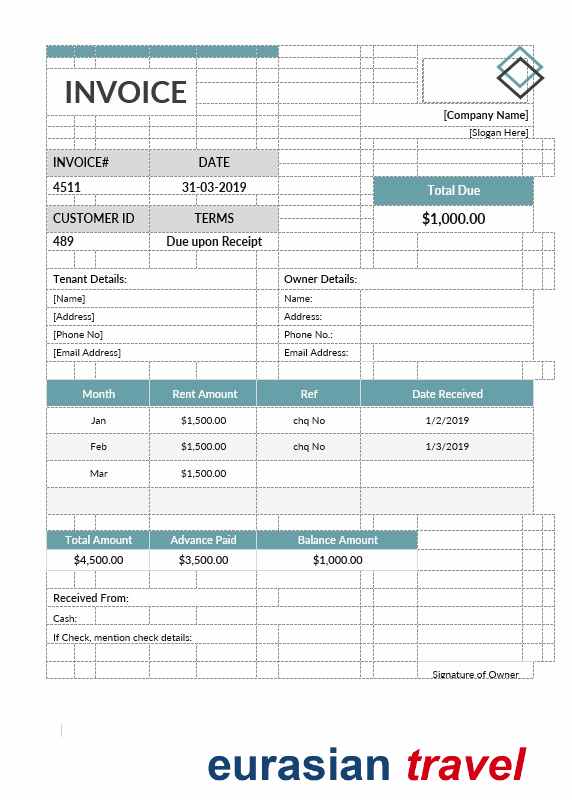 INVOICE
[Company Name]
[Slogan Here]
INVOICE# DATE
4511 31-03-2019
Total Due
CUSTOMER ID TERMS
$1,000.00
489 Due upon Receipt
Tenant Details: Owner Details:
[Name] Name:
[Address] Address:
[Phone No] Phone No.:
[Email Address] Email Address:
Month Rent Amount Ref Date Received
Jan $1,500.00 chq No 1/2/2019
Feb $1,500.00 chq No 1/3/2019
Mar $1,500.00
Total Amount Advance Paid Balance Amount
$4,500.00 $3,500.00 $1,000.00
Received From:
Cash:
If Check, mention check details:
Signature of Owner
eurasian travel